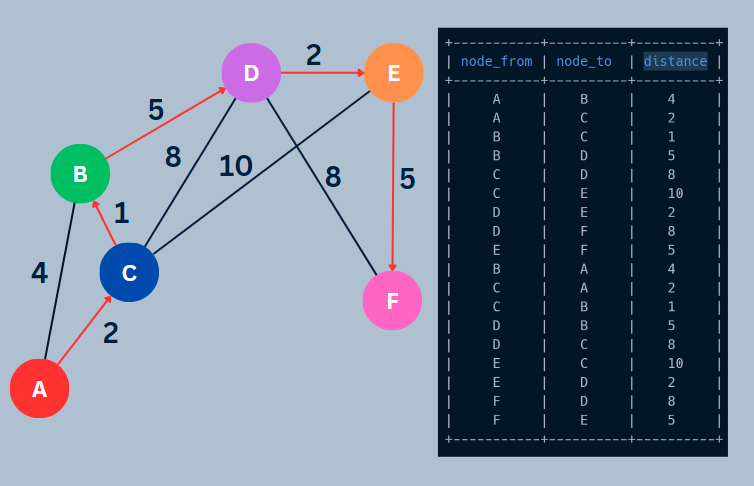 2
D
E
5
8
10
8
5
B
1
C
4
F
2
A
+----------+---------+---------+
| node_from | node_to | distance |
+----------+---------+---------+
| A | B | 4 |
| A | C | 2 |
| B | C | 1 |
| B | D | 5 |
| C | D | 8 |
| C | E | 10 |
| D | E | 2 |
| D | F | 8 |
| E | F | 5 |
| B | A | 4 |
| C | A | 2 |
| C | B | 1 |
| D | B | 5 |
| D | C | 8 |
| E | C | 10 |
| E | D | 2 |
| F | D | 8 |
| F | E | 5 |
+----------+---------+---------+